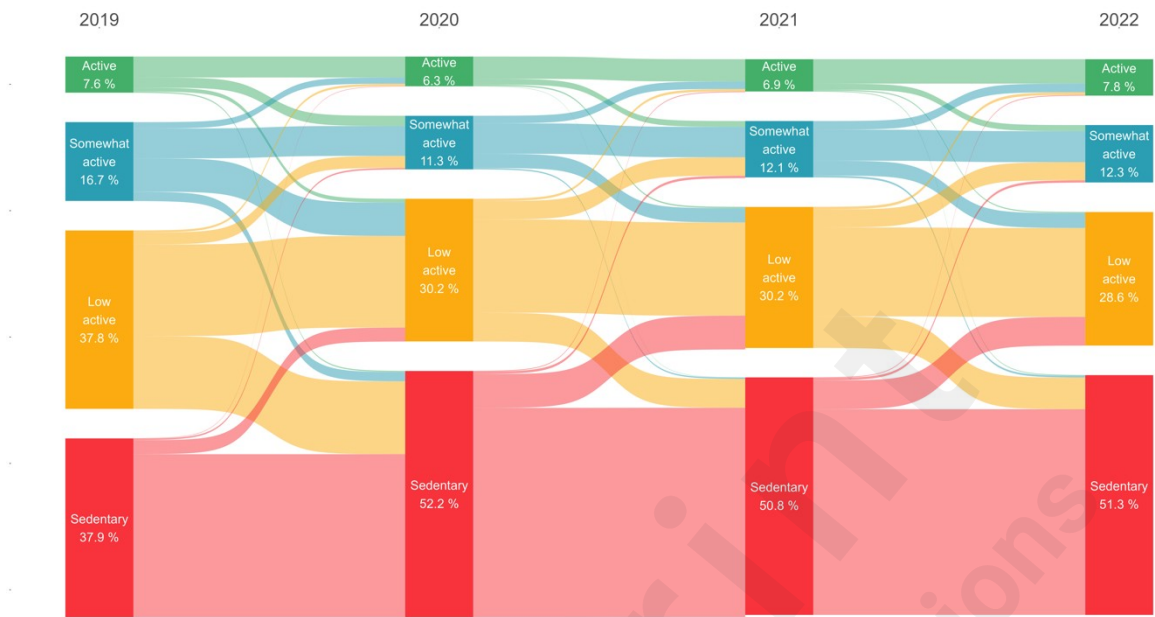 2019
2020
2021
2022
Active
7.6 %
Active
6.3 %
Active
6.9 %
Active
7.8 %
Somewhat
active
16.7 %
Somewhat
active
11.3 %
Somewhat
active
12.1 %
Somewhat
active
12.3 %
Low
active
37.8 %
Low
active
30.2 %
Low
active
30.2 %
Low
active
28.6 %
Sedentary
37.9 %
Sedentary
52.2 %
Sedentary
50.8 %
Sedentary
51.3 %
rint
ions